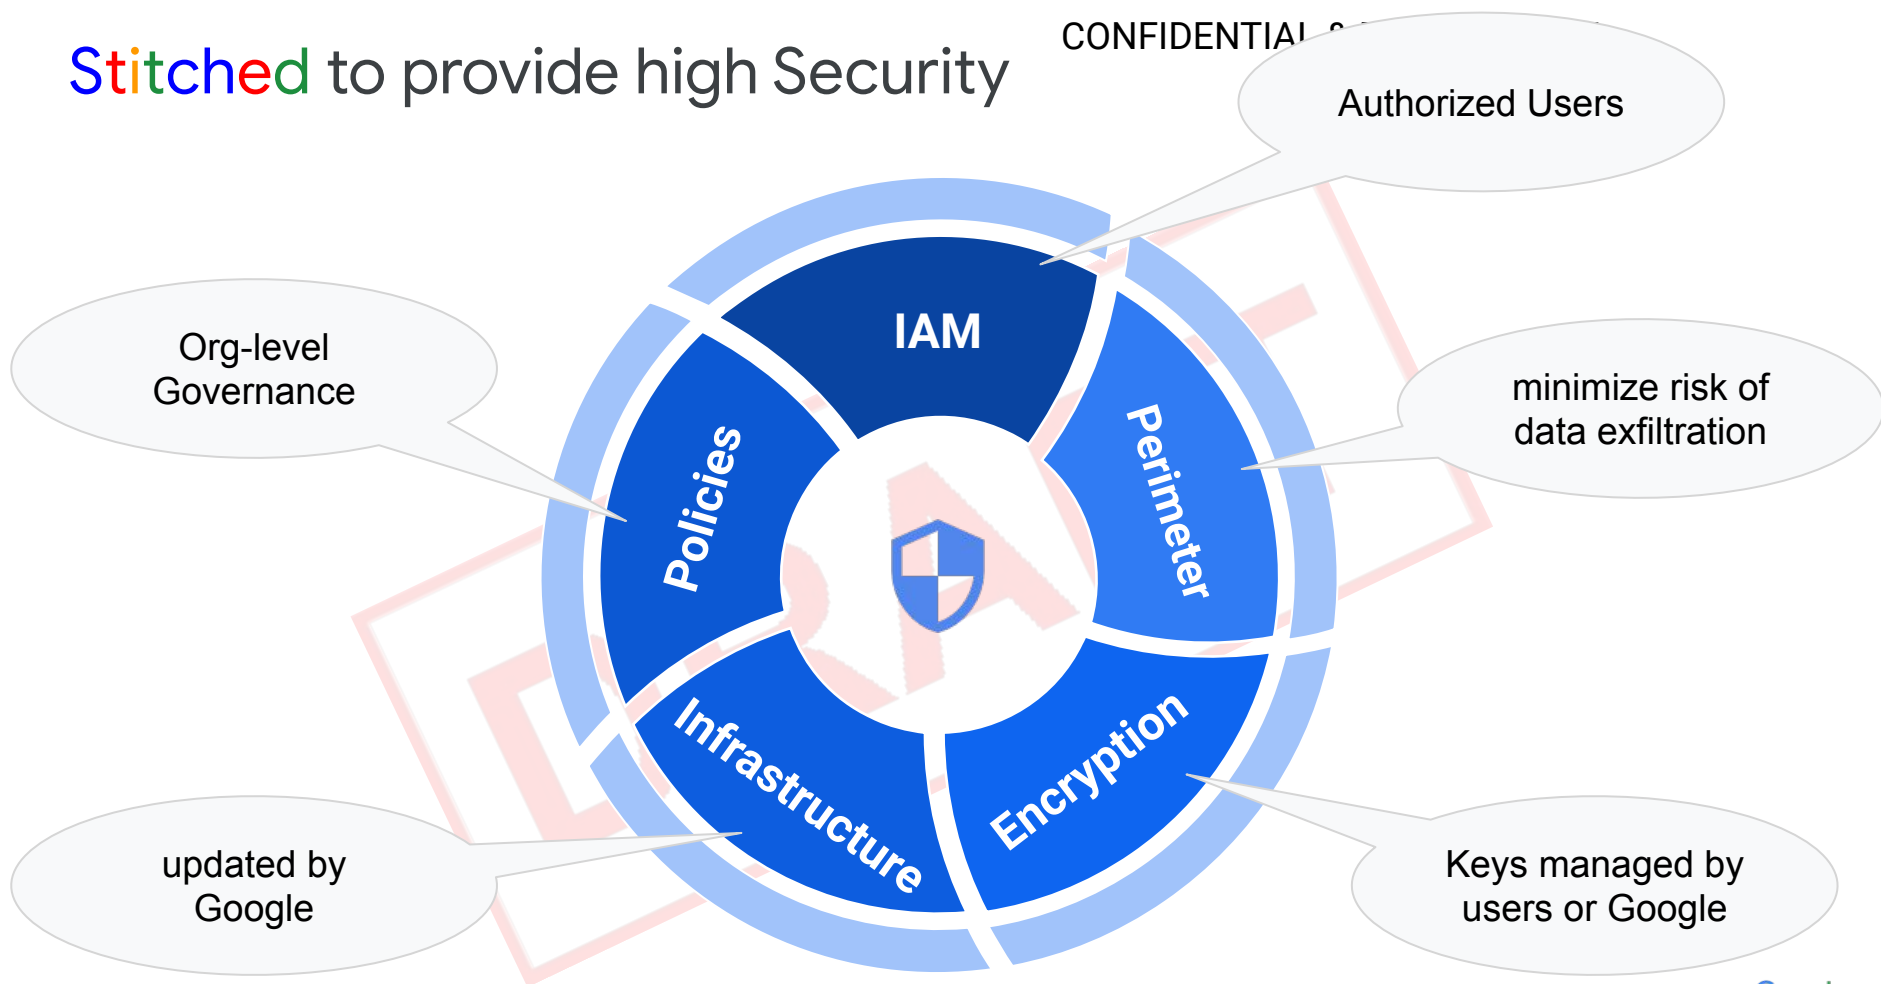 CONFIDENTIAL &
Stitched to provide high Security
Authorized Users
IAM
Org-level
Governance
minimize risk of
data exfiltration
Perimeter
Policies
DRAFT
Infrastructure
Encryption
updated by
Google
Keys managed by
users or Google